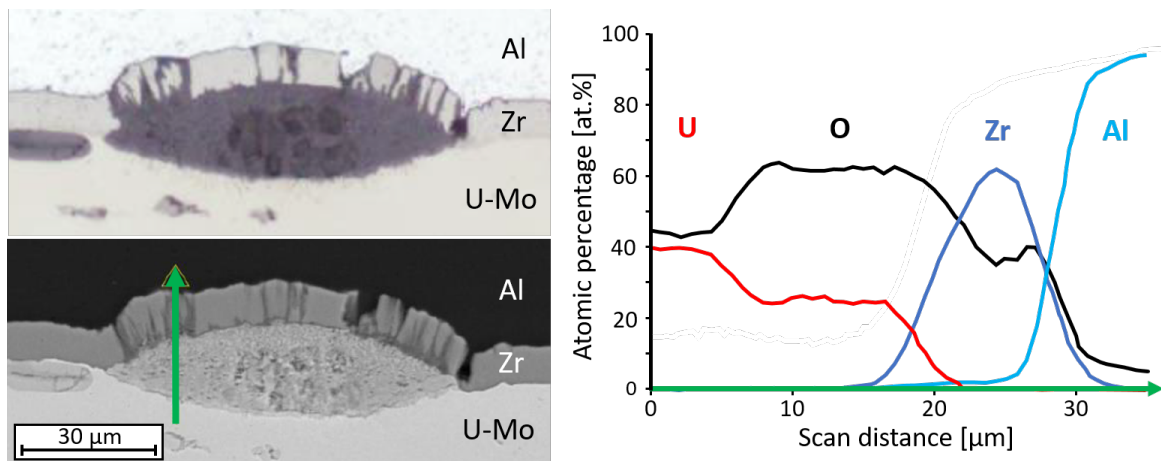 Al
Zr
U-Mo
Al
Zr
U-Mo
30 µm
Atomic percentage [at.%]
100
80
60
40
20
0
U
O
Zr
Al
0
10
20
30
Scan distance [µm]